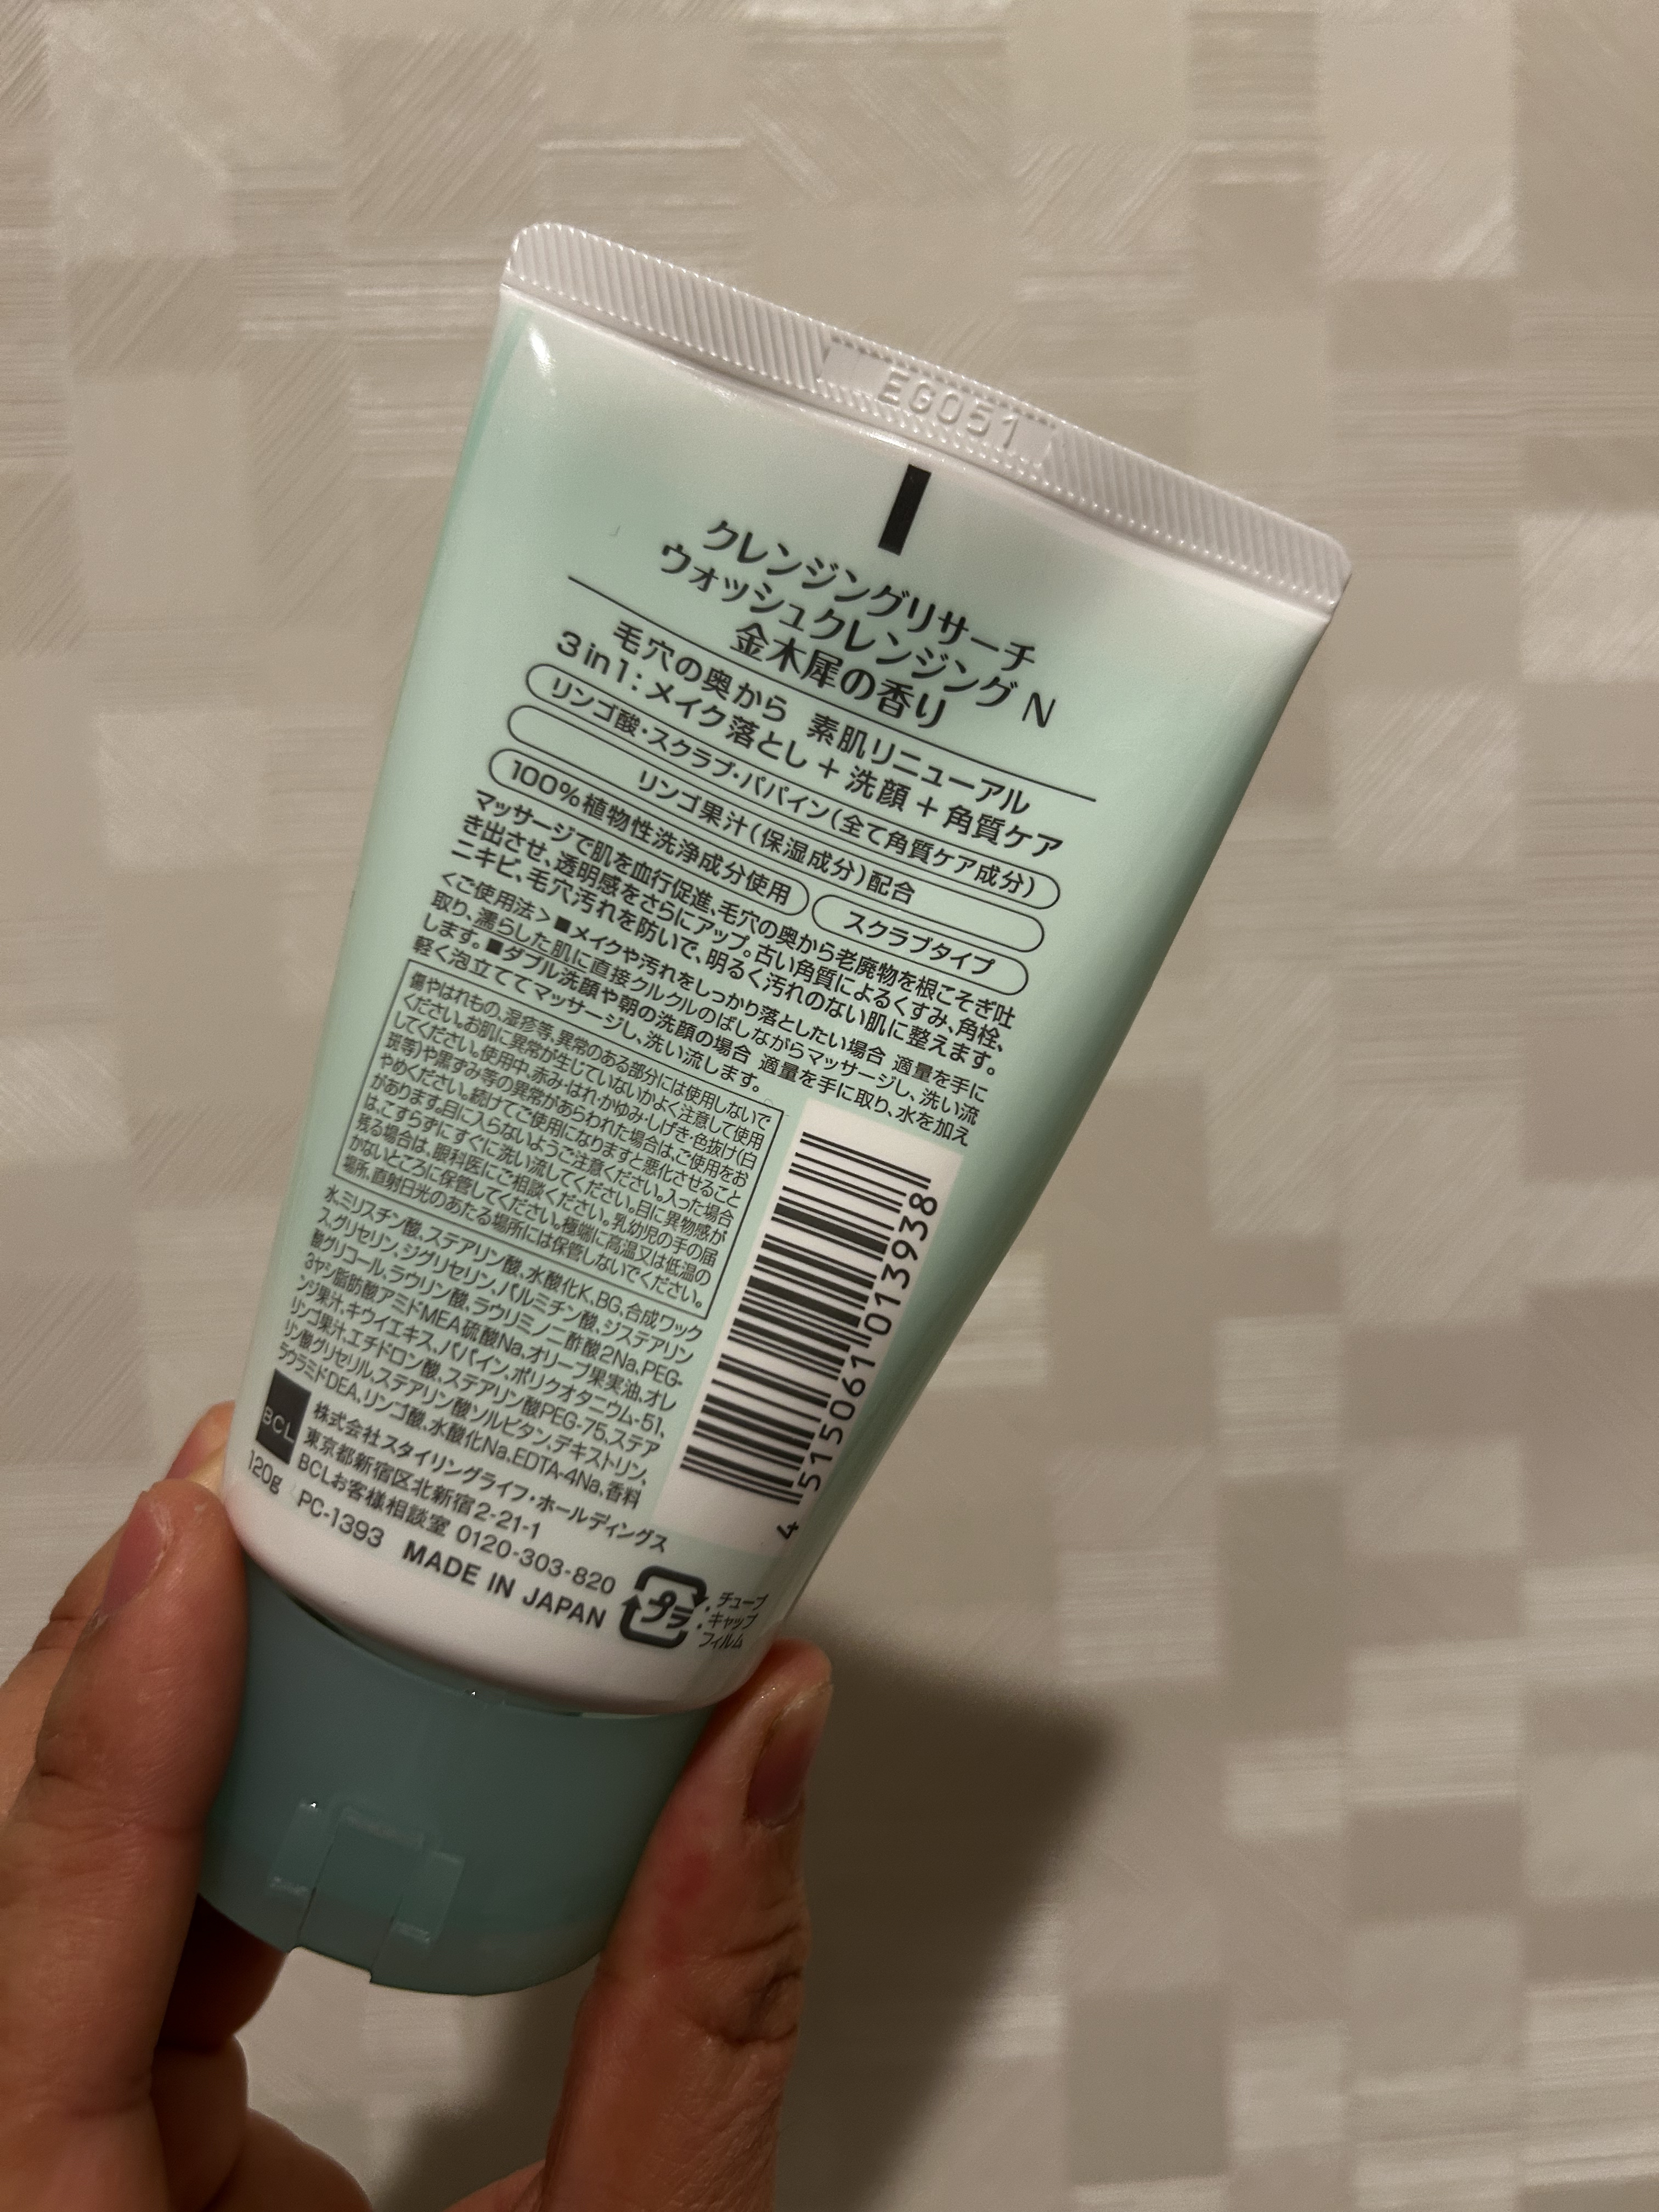 EG051
クレンジングリサーチ
ウォッシュクレンジング N
金木犀の香り
毛穴の奥から 素肌リニューアル
3 in 1：メイク落とし + 洗顔 + 角質ケア
リンゴ酸・スクラブ・パパイン(全て角質ケア成分)
リンゴ果汁(保湿成分)配合
100%植物性洗浄成分使用
スクラブタイプ
マッサージで肌を血行促進、毛穴の奥から老廃物を根こそぎ吐
き出させ、透明感をさらにアップ。古い角質によるくすみ、角栓、
ニキビ、毛穴汚れを防いで、明るく汚れのない肌に整えます。
<ご使用法>■メイクや汚れをしっかり落としたい場合 適量を手に
取り、濡らした肌に直接クルクルのばしながらマッサージし、洗い流
します。■ダブル洗顔や朝の洗顔の場合 適量を手に取り、水を加え
軽く泡立ててマッサージし、洗い流します。
傷やはれもの、湿疹等、異常のある部分には使用しないで
ください。お肌に異常が生じていないかよく注意して使用
してください。使用中、赤み・はれ・かゆみ・しげき・色抜け(白
斑等)や黒ずみ等の異常があらわれた場合は、ご使用をお
やめください。続けてご使用になりますと悪化させること
があります。目に入らないようご注意ください。入った場合
は、こすらずにすぐに洗い流してください。目に異物感が
残る場合は、眼科医にご相談ください。乳幼児の手の届
かないところに保管してください。極端に高温又は低温の
場所、直射日光のあたる場所には保管しないでください。
水、ミリスチン酸、ステアリン酸、水酸化K、BG、合成ワック
ス、グリセリン、ジグリセリン、パルミチン酸、ジステアリン
酸グリコール、ラウリン酸、ラウリミノ二酢酸2Na、PEG-
3ヤシ脂肪酸アミドMEA硫酸Na、オリーブ果実油、オレ
ンジ果汁、キウイエキス、パパイン、ポリクオタニウム-51、
リンゴ果汁、エチドロン酸、ステアリン酸PEG-75、ステア
リン酸グリセリル、ステアリン酸ソルビタン、デキストリン、
ラウラミドDEA、リンゴ酸、水酸化Na、EDTA-4Na、香料
BCL
株式会社スタイリングライフ・ホールディングス
東京都新宿区北新宿2-21-1
BCLお客様相談室 0120-303-820
120g PC-1393 MADE IN JAPAN
プラ
・チューブ
・キャップ
フィルム
4 515061 013938